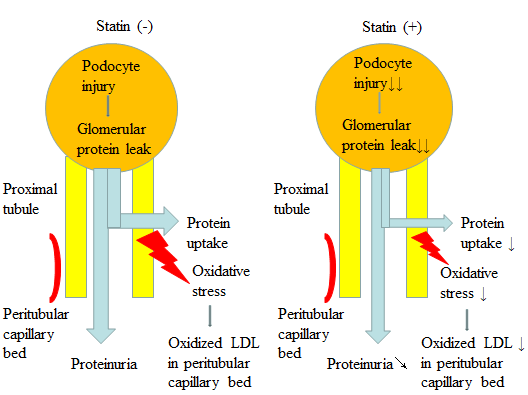 Statin (-)
Podocyte
injury
Glomerular
protein leak
Proximal
tubule
Protein
uptake
Oxidative
stress
Peritubular
capillary
bed
Proteinuria
Oxidized LDL
in peritubular
capillary bed
Statin (+)
Podocyte
injury↓↓
Glomerular
protein leak↓↓
Proximal
tubule
Protein
uptake ↓
Oxidative
stress ↓
Peritubular
capillary
bed
Proteinuria↘
Oxidized LDL ↓
in peritubular
capillary bed